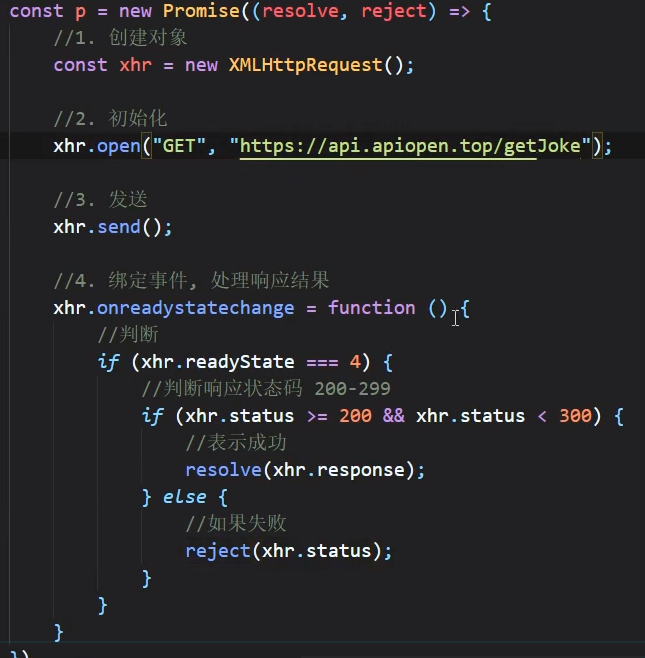 const p = new Promise((resolve, reject) => {
//1. 创建对象
const xhr = new XMLHttpRequest();
//2. 初始化
xhr.open("GET", "https://api.apiopen.top/getJoke");
//3. 发送
xhr.send();
//4. 绑定事件, 处理响应结果
xhr.onreadystatechange = function () {
//判断
if (xhr.readyState === 4) {
//判断响应状态码 200-299
if (xhr.status >= 200 && xhr.status < 300) {
//表示成功
resolve(xhr.response);
} else {
//如果失败
reject(xhr.status);
}
}
}
})